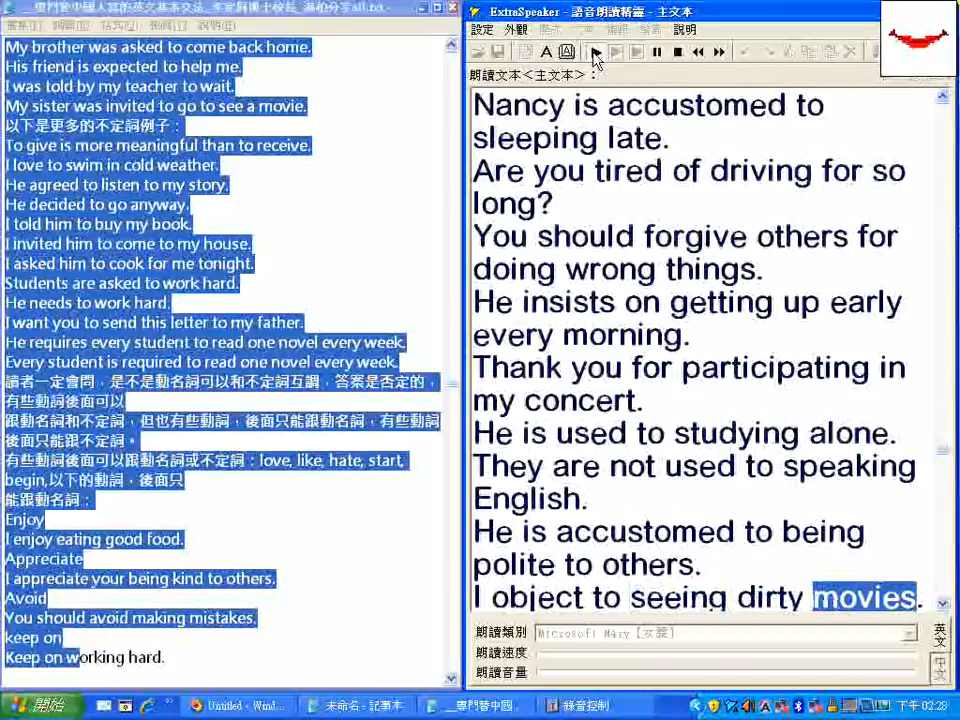 My brother was asked to come back home.
His friend is expected to help me.
I was told by my teacher to wait.
My sister was invited to go to see a movie.
以下是更多的不定詞例子：
To give is more meaningful than to receive.
I love to swim in cold weather.
He agreed to listen to my story.
He decided to go anyway.
I told him to buy my book.
I invited him to come to my house.
I asked him to cook for me tonight.
Students are asked to work hard.
He needs to work hard.
I want you to send this letter to my father.
He requires every student to read one novel every week.
Every student is required to read one novel every week.
讀者一定會問，是不是動名詞可以和不定詞互調，答案是否定的，
有些動詞後面可以
跟動名詞和不定詞，但也有些動詞，後面只能跟動名詞，有些動詞
後面只能跟不定詞。
有些動詞後面可以跟動名詞或不定詞：love, like, hate, start,
begin,以下的動詞，後面只
能跟動名詞：
Enjoy
I enjoy eating good food.
Appreciate
I appreciate your being kind to others.
Avoid
You should avoid making mistakes.
keep on
Keep on working hard.
ExtraSpeaker - 語音朗讀精靈 - 主文本
設定 外觀 說明
朗讀文本<主文本>：
Nancy is accustomed to
sleeping late.
Are you tired of driving for so
long?
You should forgive others for
doing wrong things.
He insists on getting up early
every morning.
Thank you for participating in
my concert.
He is used to studying alone.
They are not used to speaking
English.
He is accustomed to being
polite to others.
I object to seeing dirty movies.
朗讀類別 Microsoft Mary【女聲】
朗讀速度
朗讀音量
英文
中文
開始 Untitled - Wind... 未命名 - 記事本 __專門替中國... 錄音控制 下午 03:28